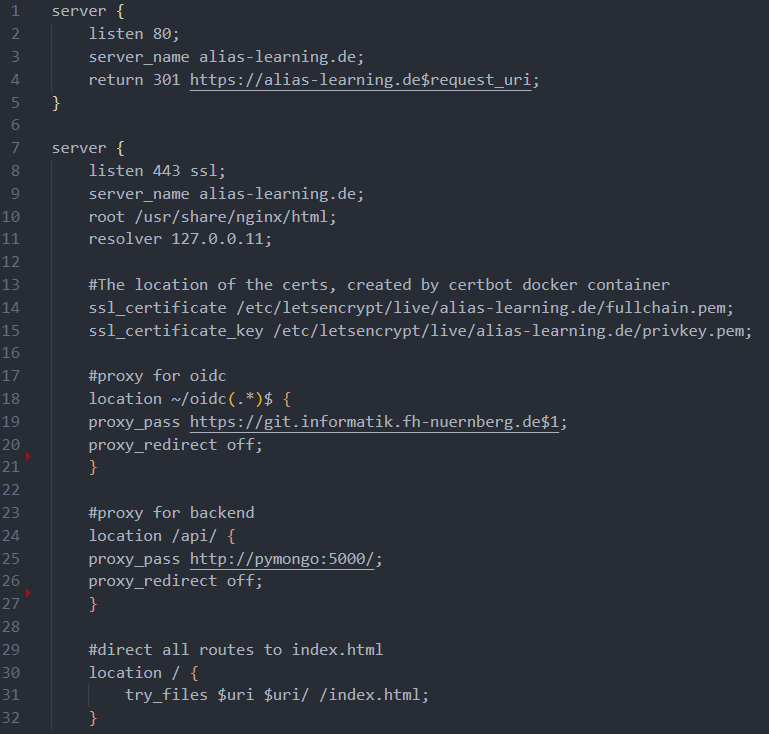 1 server {
2 listen 80;
3 server_name alias-learning.de;
4 return 301 https://alias-learning.de$request_uri;
5 }
6
7 server {
8 listen 443 ssl;
9 server_name alias-learning.de;
10 root /usr/share/nginx/html;
11 resolver 127.0.0.11;
12
13 #The location of the certs, created by certbot docker container
14 ssl_certificate /etc/letsencrypt/live/alias-learning.de/fullchain.pem;
15 ssl_certificate_key /etc/letsencrypt/live/alias-learning.de/privkey.pem;
16
17 #proxy for oidc
18 location ~/oidc(.*)$ {
19 proxy_pass https://git.informatik.fh-nuernberg.de$1;
20 proxy_redirect off;
21 }
22
23 #proxy for backend
24 location /api/ {
25 proxy_pass http://pymongo:5000/;
26 proxy_redirect off;
27 }
28
29 #direct all routes to index.html
30 location / {
31 try_files $uri $uri/ /index.html;
32 }